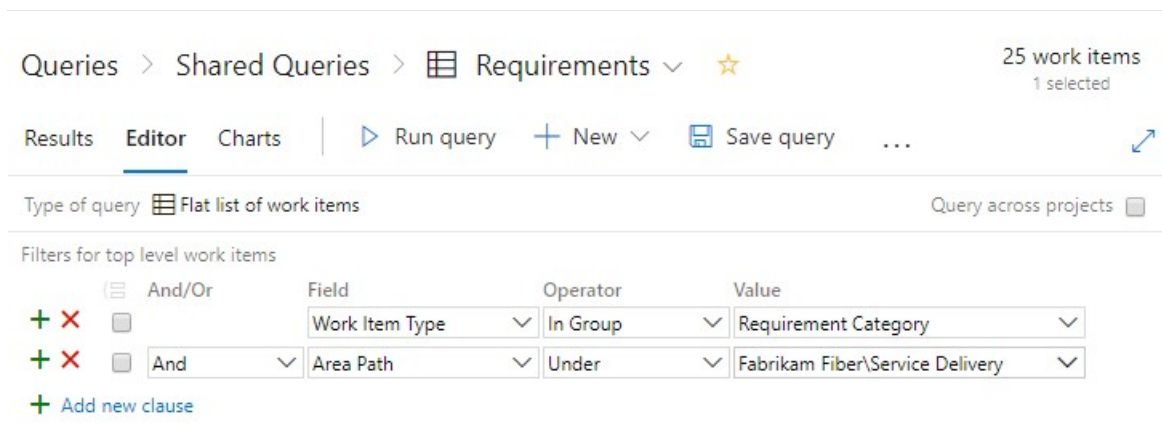 Queries > Shared Queries > Requirements
25 work items
1 selected
Results Editor Charts Run query New Save query ...
Type of query Flat list of work items Query across projects
Filters for top level work items
And/Or Field Operator Value
Work Item Type In Group Requirement Category
And Area Path Under Fabrikam Fiber\Service Delivery
Add new clause